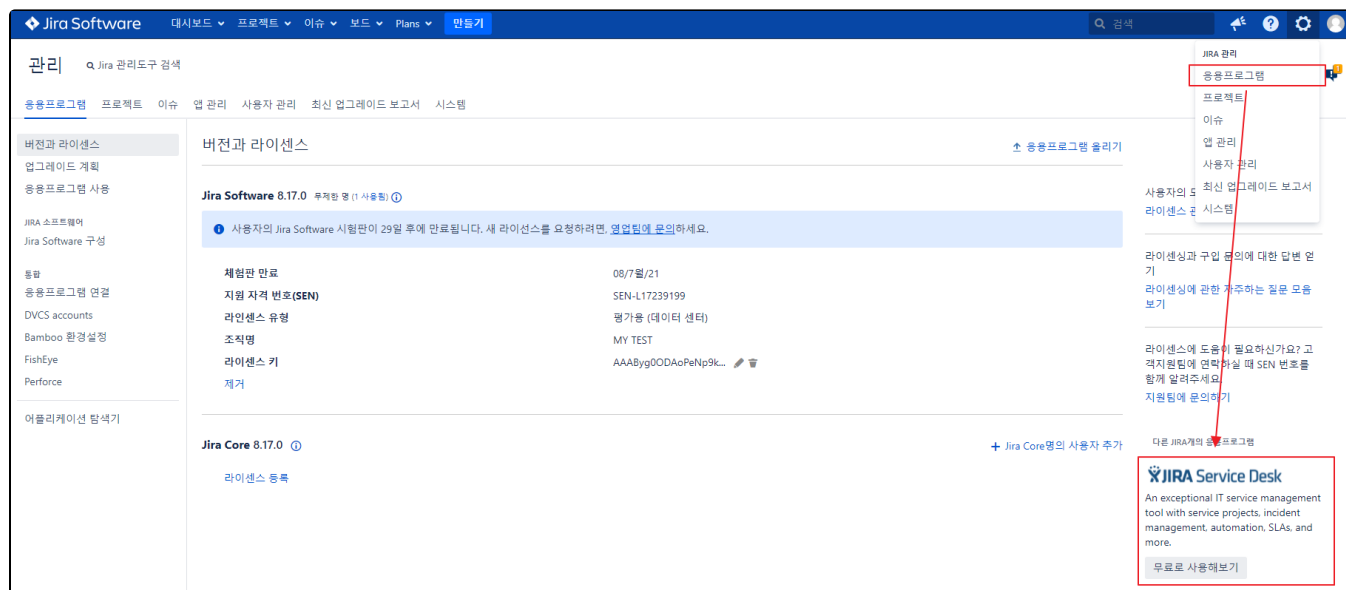 Jira Software 대시보드 프로젝트 이슈 보드 Plans 만들기 검색
관리 Jira 관리도구 검색
응용프로그램 프로젝트 이슈 앱 관리 사용자 관리 최신 업그레이드 보고서 시스템
JIRA 관리
응용프로그램
프로젝트
이슈
앱 관리
사용자 관리
최신 업그레이드 보고서
시스템
버전과 라이센스
업그레이드 계획
응용프로그램 사용
JIRA 소프트웨어
Jira Software 구성
통합
응용프로그램 연결
DVCS accounts
Bamboo 환경설정
FishEye
Perforce
어플리케이션 탐색기
버전과 라이센스 응용프로그램 올리기
Jira Software 8.17.0 무제한 명 (1 사용됨)
사용자의 Jira Software 시험판이 29일 후에 만료됩니다. 새 라이선스를 요청하려면, 영업팀에 문의하세요.
체험판 만료 08/7월/21
지원 자격 번호(SEN) SEN-L17239199
라인센스 유형 평가용 (데이터 센터)
조직명 MY TEST
라이센스 키 AAAByg0ODAoPeNp9k...
제거
Jira Core 8.17.0 Jira Core명의 사용자 추가
라이센스 등록
사용자의
라이센스
라이센싱과 구입 문의에 대한 답변 얻
기
라이센싱에 관한 자주하는 질문 모음
보기
라이센스에 도움이 필요하신가요? 고
객지원팀에 연락하실 때 SEN 번호를
함께 알려주세요
지원팀에 문의하기
다른 JIRA개의 응용프로그램
JIRA Service Desk
An exceptional IT service management
tool with service projects, incident
management, automation, SLAs, and
more.
무료로 사용해보기